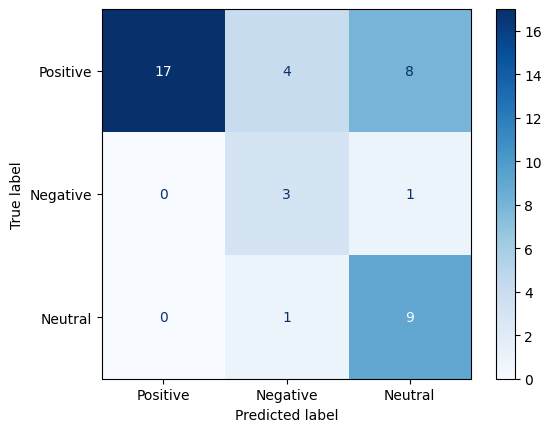 Positive 17 4 8
Negative 0 3 1
Neutral 0 1 9
Positive Negative Neutral
Predicted label
True label
16
14
12
10
8
6
4
2
0